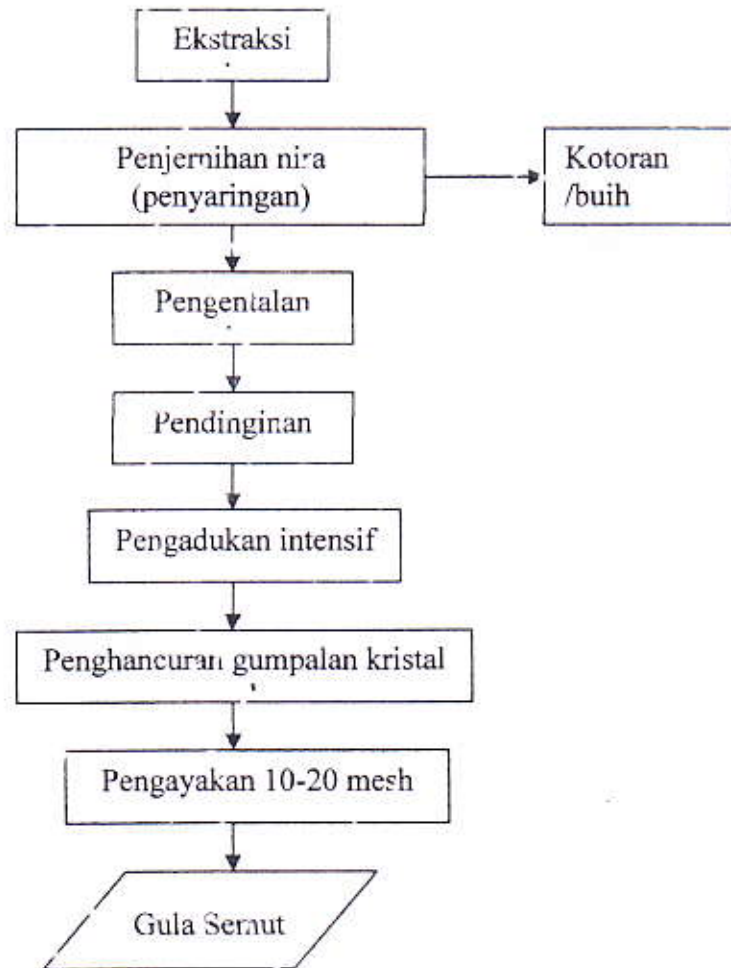 Ekstraksi
Penjernihan nira
(penyaringan)
Kotoran
/buih
Pengentalan
Pendinginan
Pengadukan intensif
Penghancuran gumpalan kristal
Pengayakan 10-20 mesh
Gula Semut